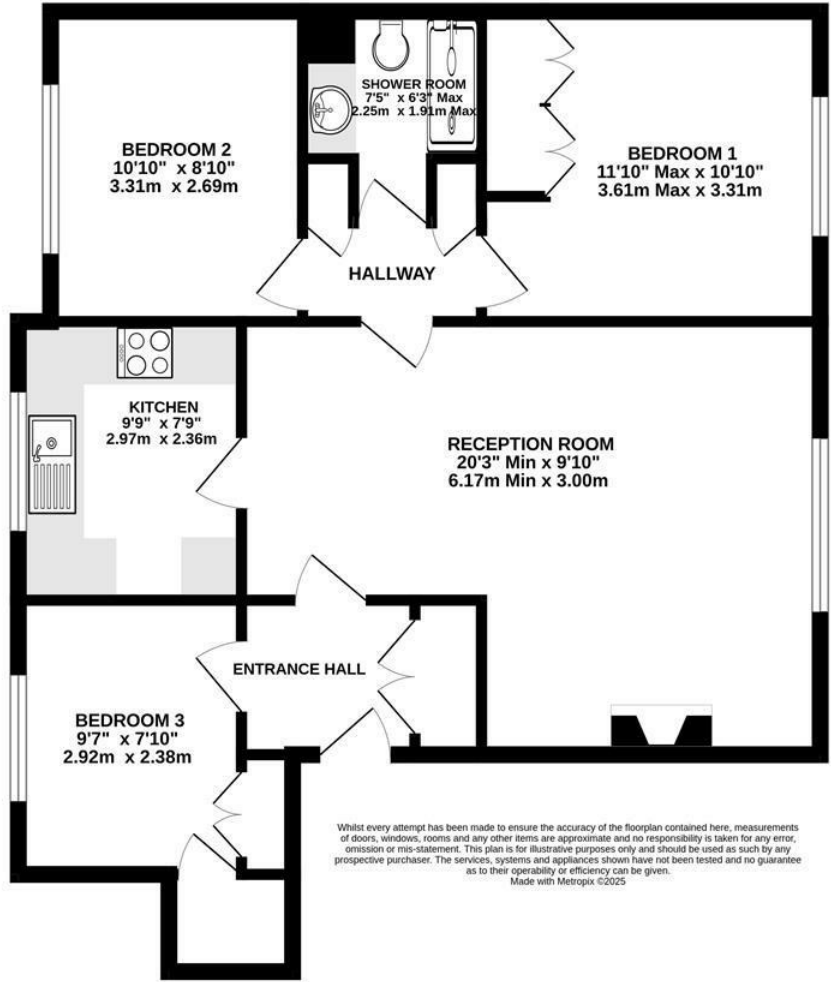 SHOWER ROOM
7'5" x 6'3" Max
2.25m x 1.91m Max
BEDROOM 2
10'10" x 8'10"
3.31m x 2.69m
BEDROOM 1
11'10" Max x 10'10"
3.61m Max x 3.31m
HALLWAY
KITCHEN
9'9" x 7'9"
2.97m x 2.36m
RECEPTION ROOM
20'3" Min x 9'10"
6.17m Min x 3.00m
ENTRANCE HALL
BEDROOM 3
9'7" x 7'10"
2.92m x 2.38m
Whilst every attempt has been made to ensure the accuracy of the floorplan contained here, measurements
of doors, windows, rooms and any other items are approximate and no responsibility is taken for any error,
omission or mis-statement. This plan is for illustrative purposes only and should be used as such by any
prospective purchaser. The services, systems and appliances shown have not been tested and no guarantee
as to their operability or efficiency can be given.
Made with Metropix ©2025